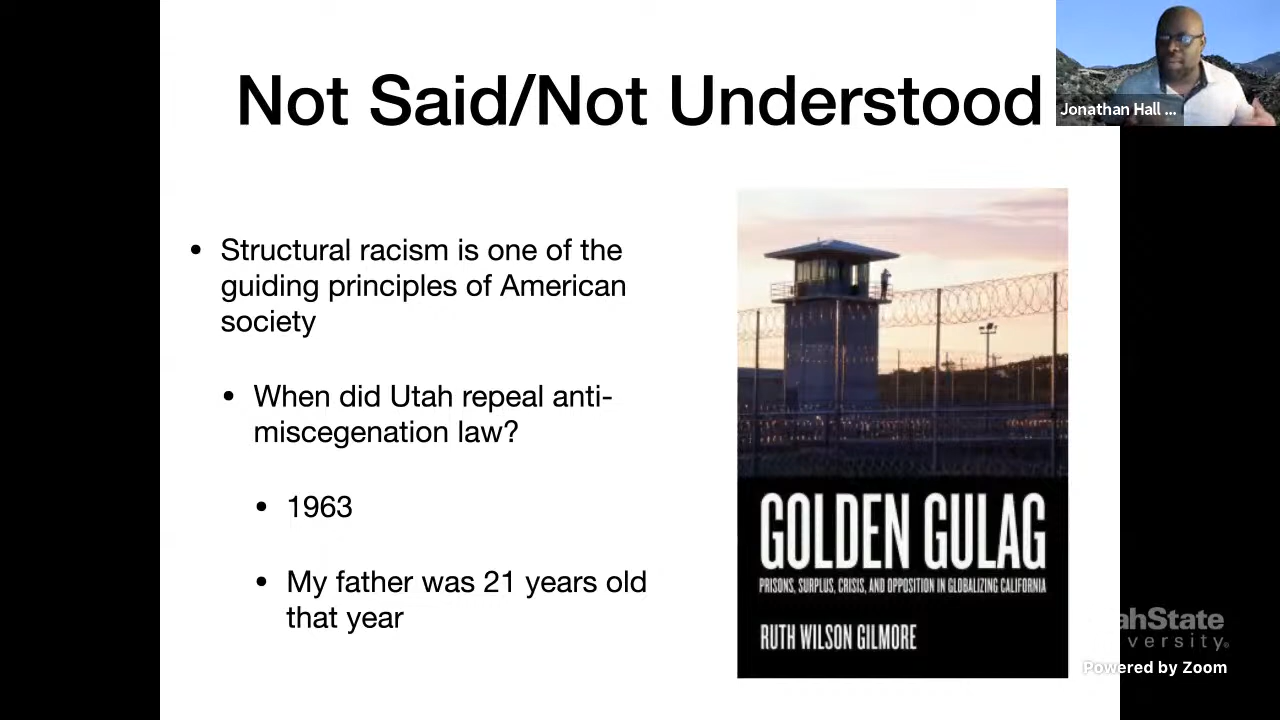 Not Said/Not Understood
Jonathan Hall ...
• Structural racism is one of the
guiding principles of American
society
• When did Utah repeal anti-
miscegenation law?
• 1963
• My father was 21 years old
that year
GOLDEN GULAG
PRISONS, SURPLUS, CRISIS, AND OPPOSITION IN GLOBALIZING CALIFORNIA
RUTH WILSON GILMORE
ahState
versity
Powered by Zoom